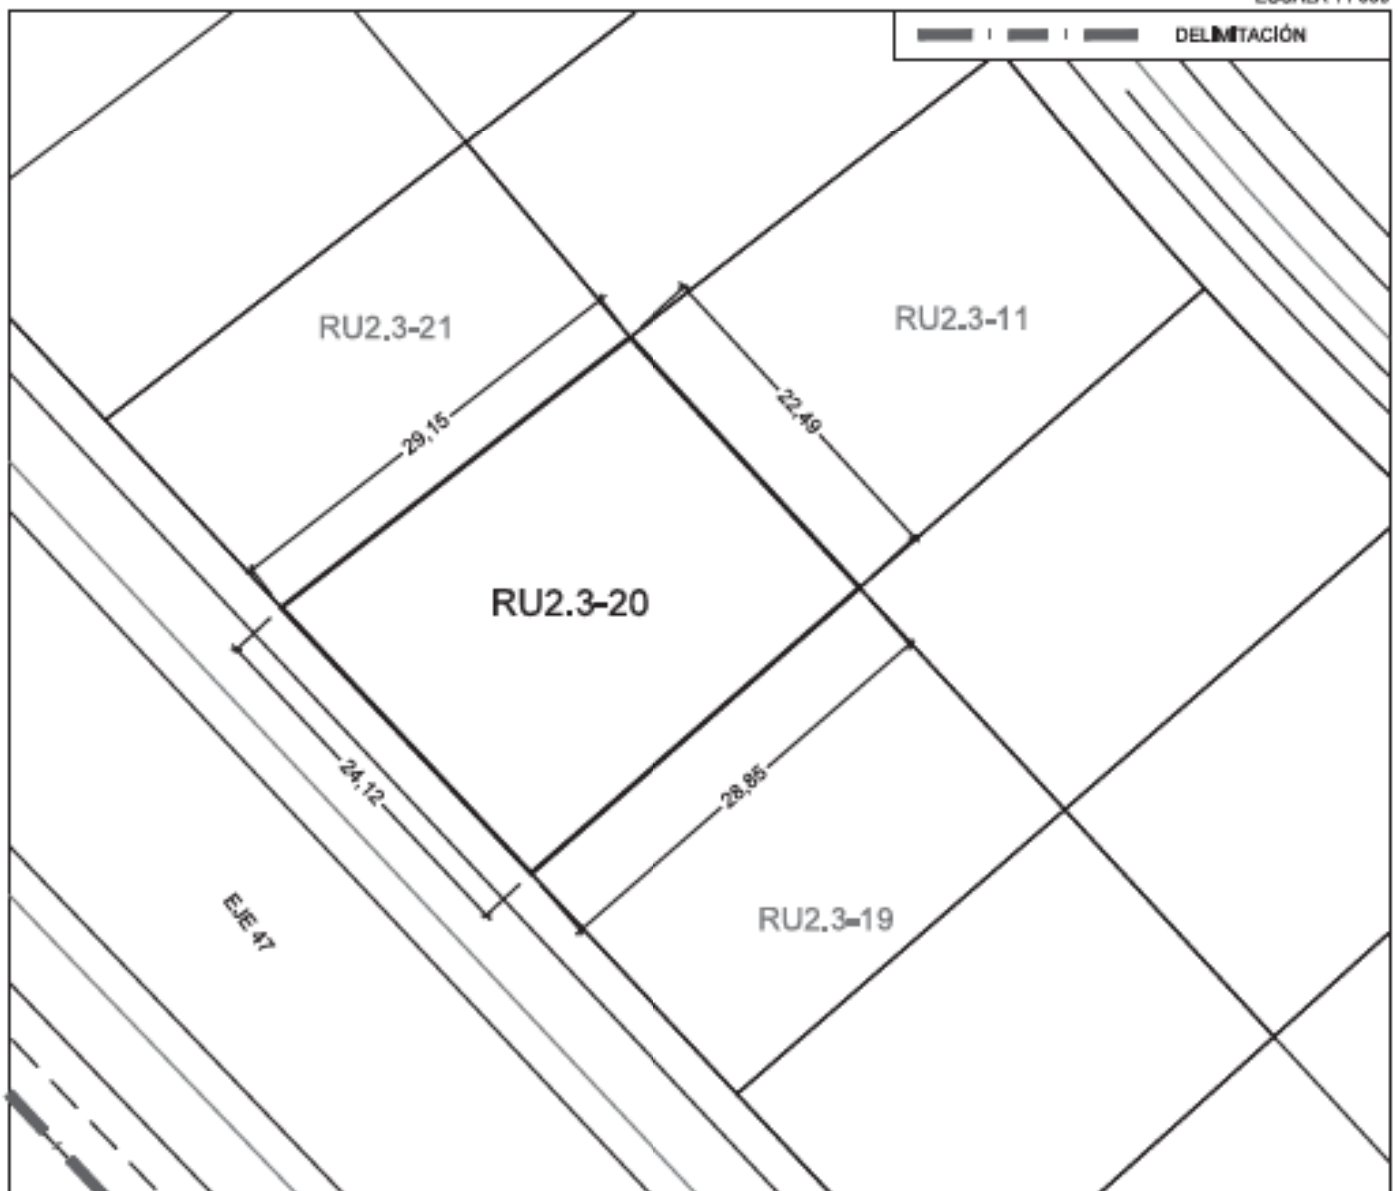 DELIMITACIÓN
RU2.3-21
RU2.3-11
29,15
22,49
RU2.3-20
24,12
28,85
RU2.3-19
EJE 47